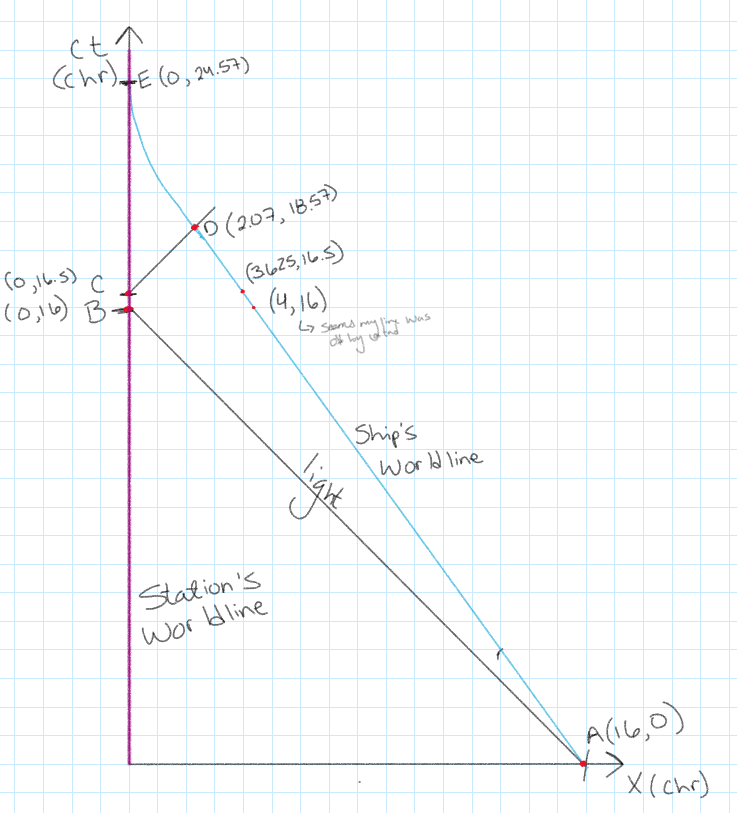 ct
(chr)
E (0, 24.57)
D (2.07, 18.57)
(0, 16.5) C
(3.625, 16.5)
(0, 16) B
(4, 16)
↳ seems my line was
off by
Ship's
Worldline
light
Station's
Worldline
A (16, 0)
X (chr)